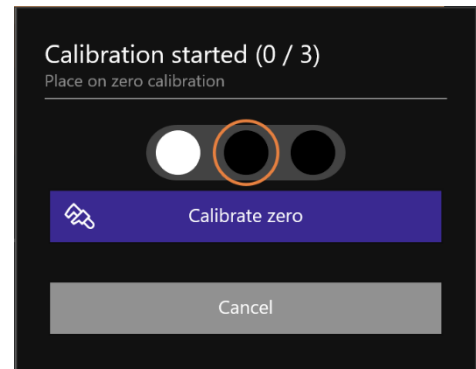 Calibration started (0 / 3)
Place on zero calibration
Calibrate zero
Cancel